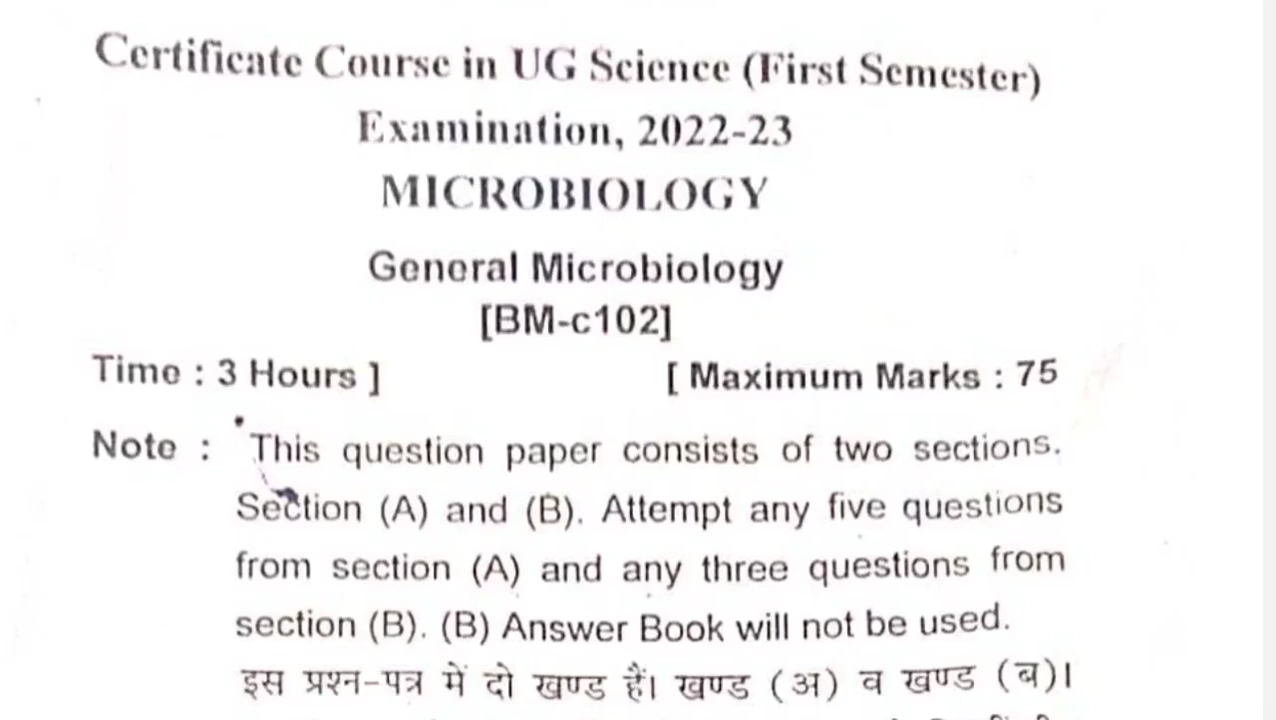 Certificate Course in UG Science (First Semester)
Examination, 2022-23
MICROBIOLOGY
General Microbiology
[BM-c102]
Time : 3 Hours ] [ Maximum Marks : 75
Note : This question paper consists of two sections.
Section (A) and (B). Attempt any five questions
from section (A) and any three questions from
section (B). (B) Answer Book will not be used.
इस प्रश्न-पत्र में दो खण्ड हैं। खण्ड (अ) व खण्ड (ब)।